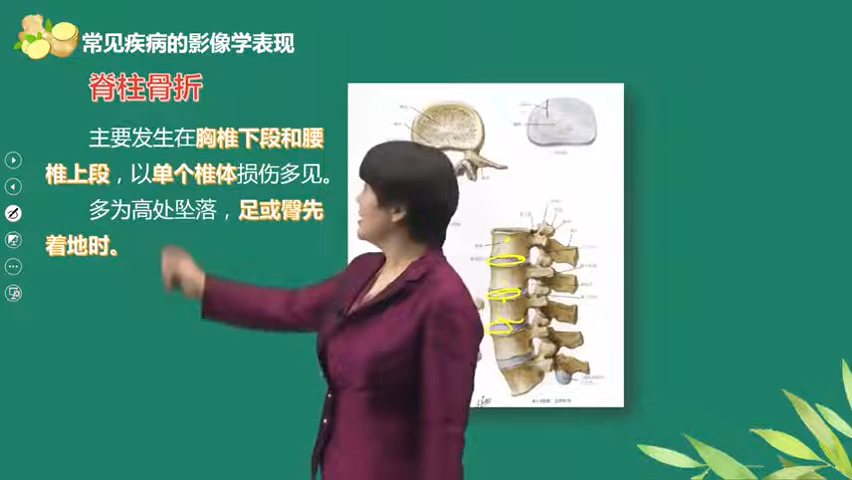 常见疾病的影像学表现
脊柱骨折
主要发生在胸椎下段和腰
椎上段，以单个椎体损伤多见。
多为高处坠落，足或臀先
着地时。